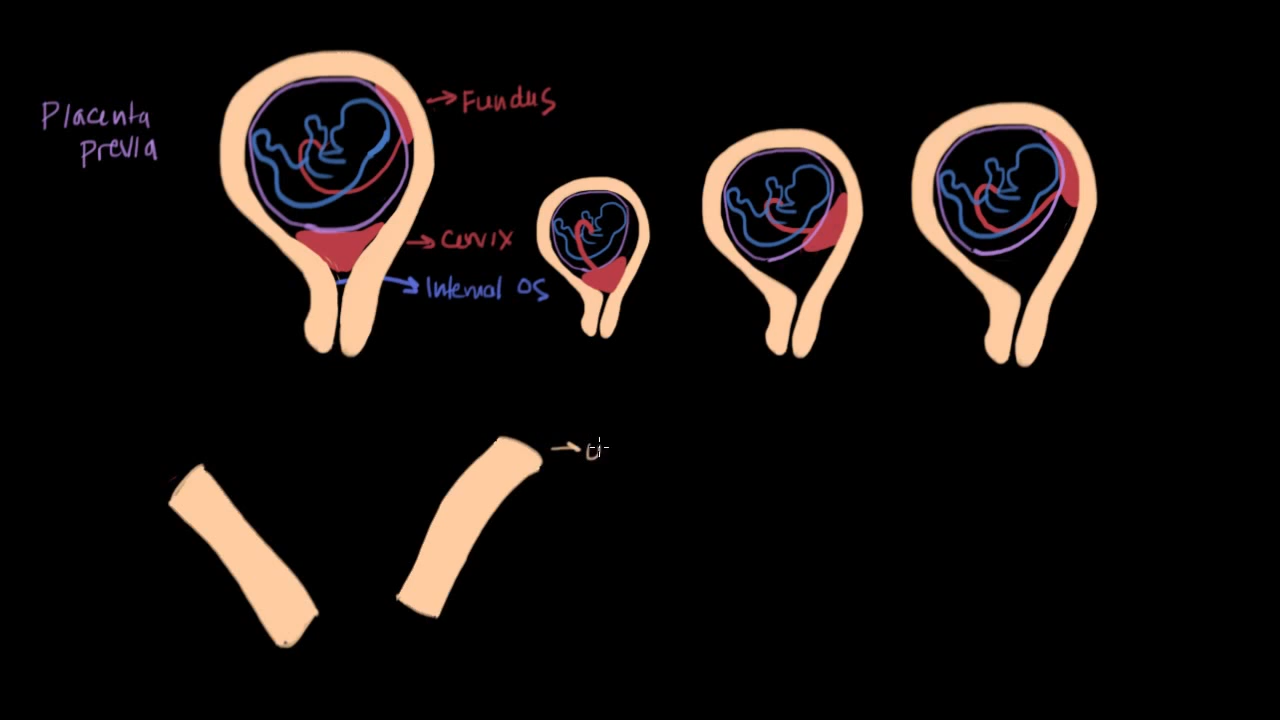 Placenta
previa
→ Fundus
→ Cervix
→ Internal OS
→ u